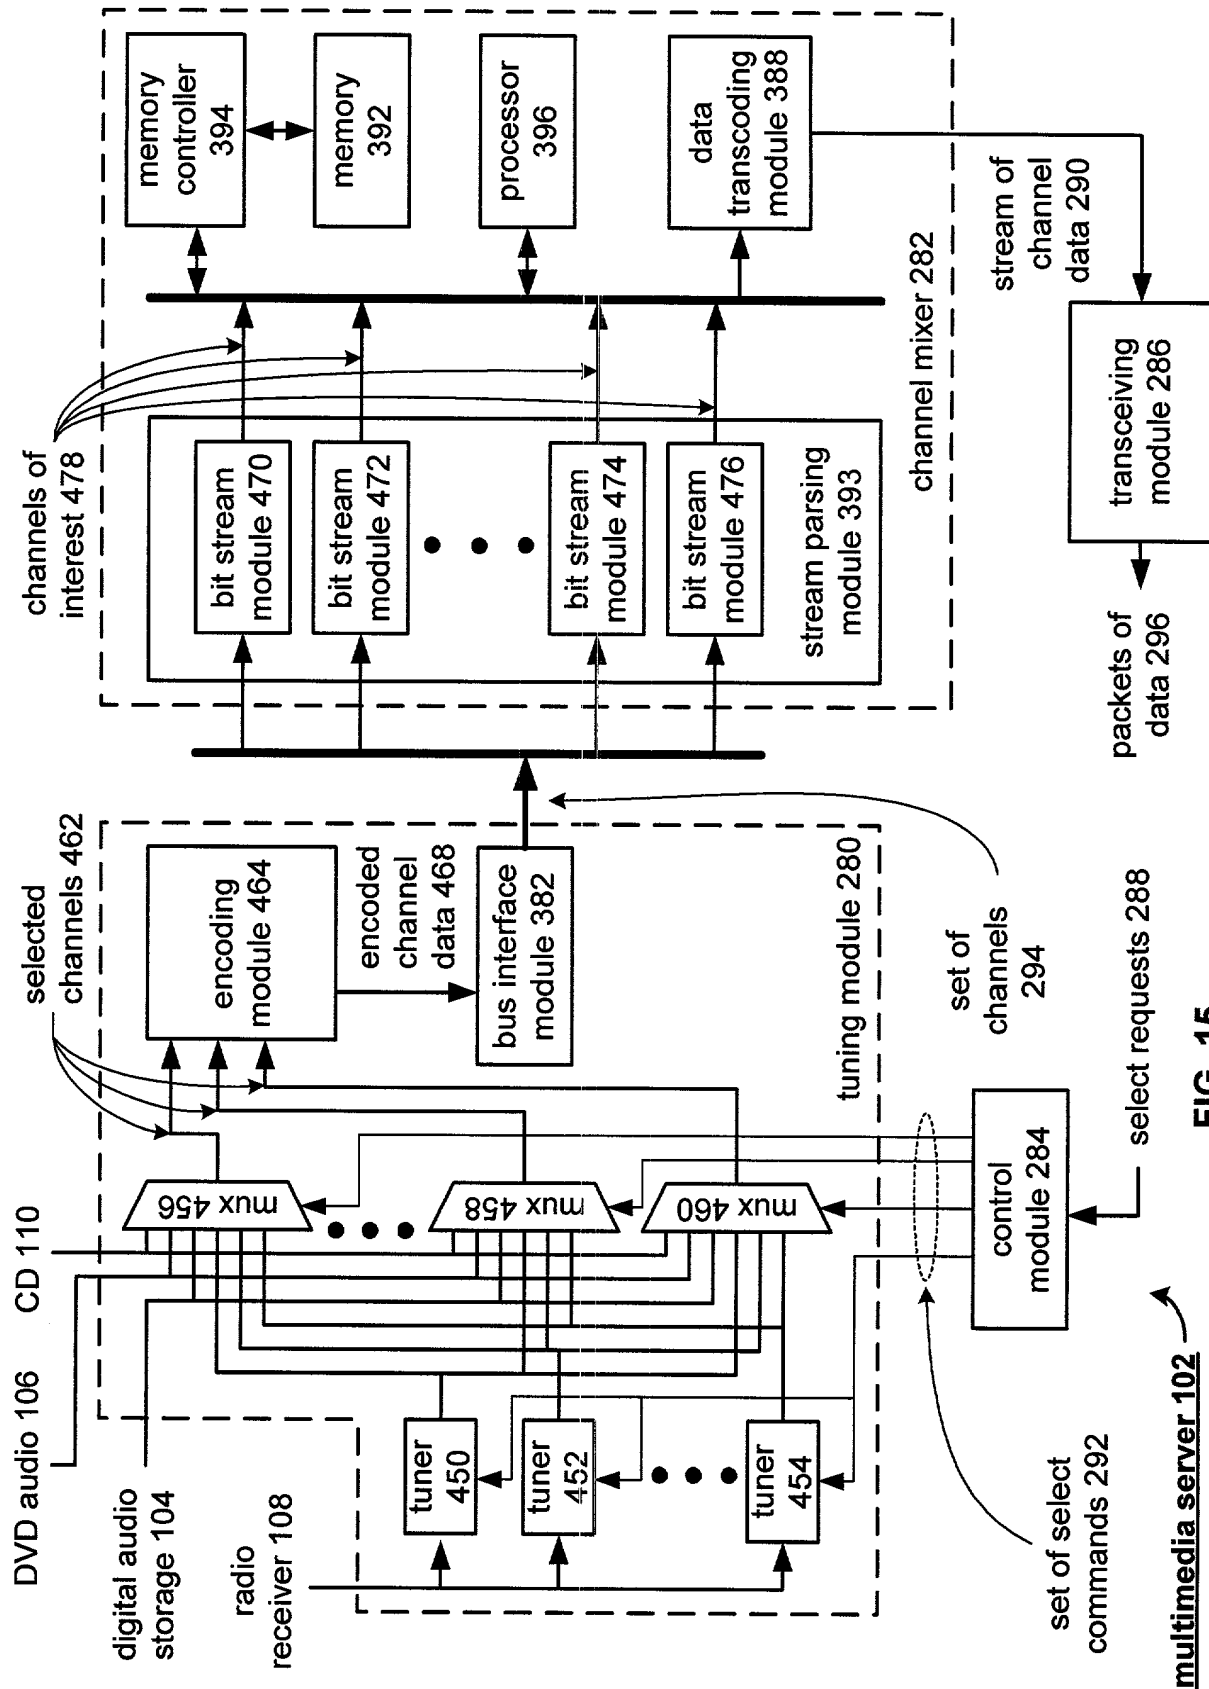 DVD audio 106
CD 110
digital audio
storage 104
radio
receiver 108
selected
channels 462
channels of
interest 478
tuner
450
tuner
452
tuner
454
mux 456
mux 458
mux 460
encoding
module 464
encoded
channel
data 468
bus interface
module 382
tuning module 280
bit stream
module 470
bit stream
module 472
bit stream
module 474
bit stream
module 476
stream parsing
module 393
memory
controller
394
memory
392
processor
396
data
transcoding
module 388
channel mixer 282
set of select
commands 292
control
module 284
select requests 288
set of
channels
294
stream of
channel
data 290
transceiving
module 286
packets of
data 296
multimedia server 102
FIG. 15